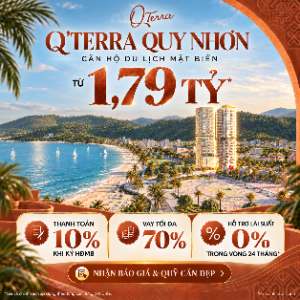 Q'Terra
Q'TERRA QUY NHƠN
CĂN HỘ DU LỊCH MẶT BIỂN
TỪ 1,79 TỶ*
THANH TOÁN
10%
KHI KÝ HĐMB
VAY TỐI ĐA
70%
HỖ TRỢ LÃI SUẤT
0%
TRONG VÒNG 24 THÁNG*
NHẬN BÁO GIÁ & QUỸ CĂN ĐẸP >